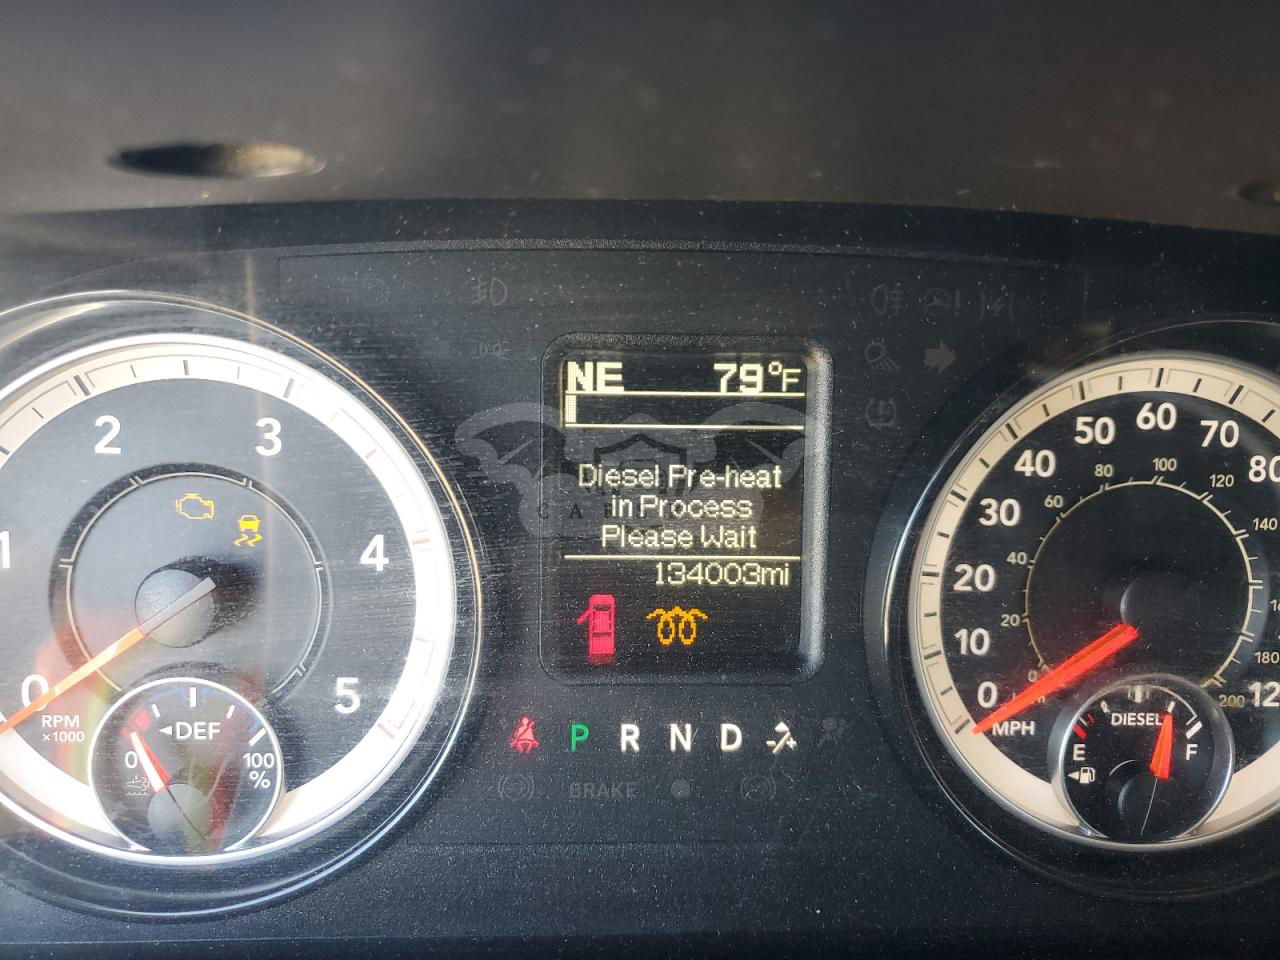 NE 79°F
Diesel Pre-heat
in Process
Please Wait
134003mi
1 2 3 4 5
0
RPM
x1000
DEF
0 100
%
P R N D
BRAKE
0 10 20 30 40 50 60 70 80
MPH
0 20 40 60 80 100 120 140
180
200
DIESEL
E F